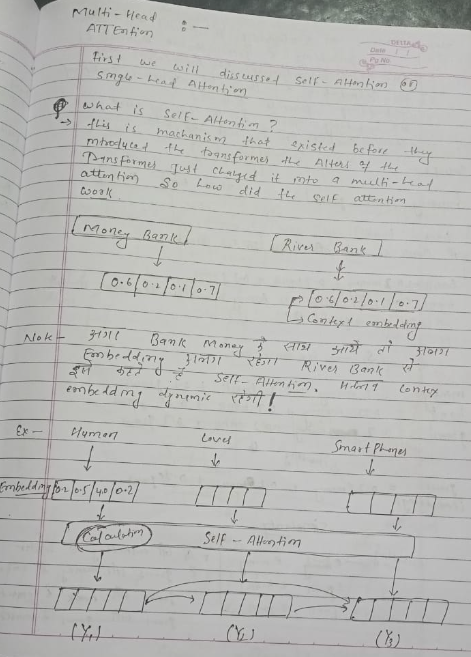 Multi-Head
ATTEntion :-
Date
Pg No
first we will discussed Self-Attention or
Single-head Attention
Q what is Self-Attention ?
→ this is mechanism that existed before they
introduced the transformer the Alters of the
Transformer Just changed it into a multi-head
attention So how did the self attention
work
Money Bank
River Bank
0.6 0.2 0.1 0.7
0.6 0.2 0.1 0.7
Context embedding
Note - अगर Bank Money के साथ आये तो अलग
Embedding अलग रहेगा River Bank से
इसे कहते है Self-Attention. मतलब Contex
embedding dynamic रहेगी!
Ex - Human Loves Smart Phones
Embedding 0.2 0.5 4.0 0.2
Calculation Self-Attention
(Y1) (Y2) (Y3)